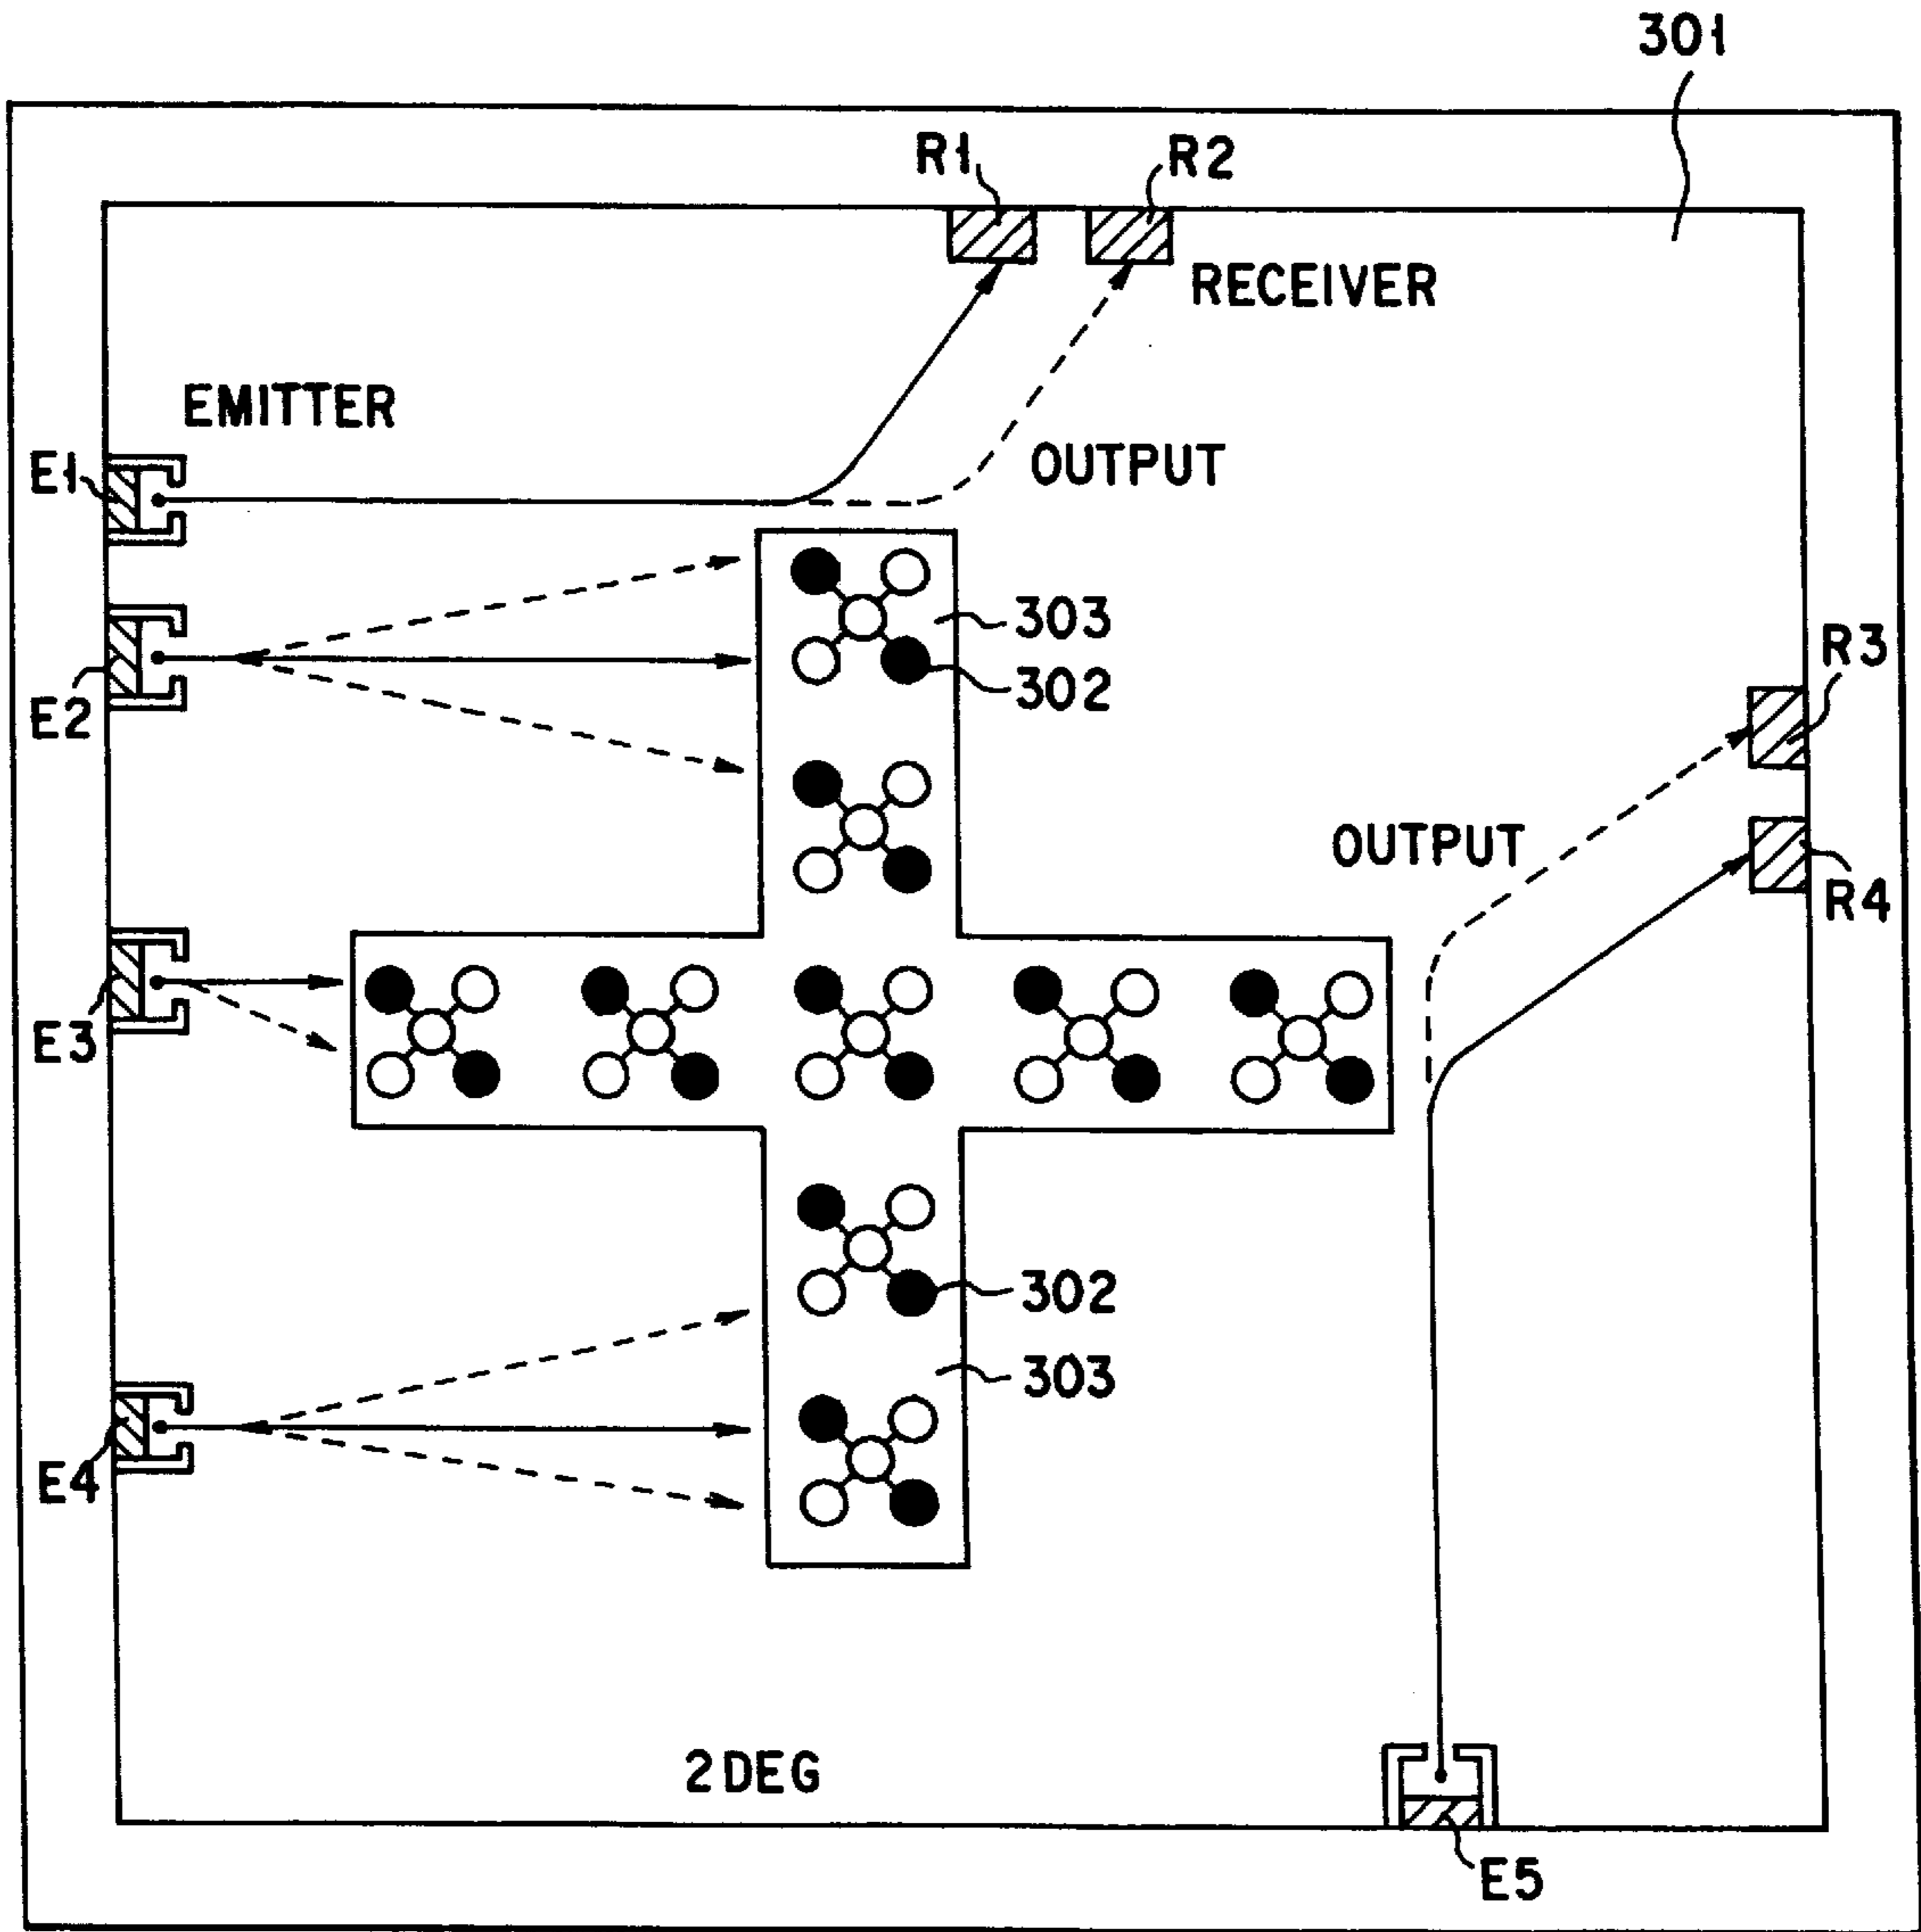 301
R1
R2
RECEIVER
EMITTER
E1
OUTPUT
303
302
E2
R3
OUTPUT
R4
E3
302
303
E4
2DEG
E5